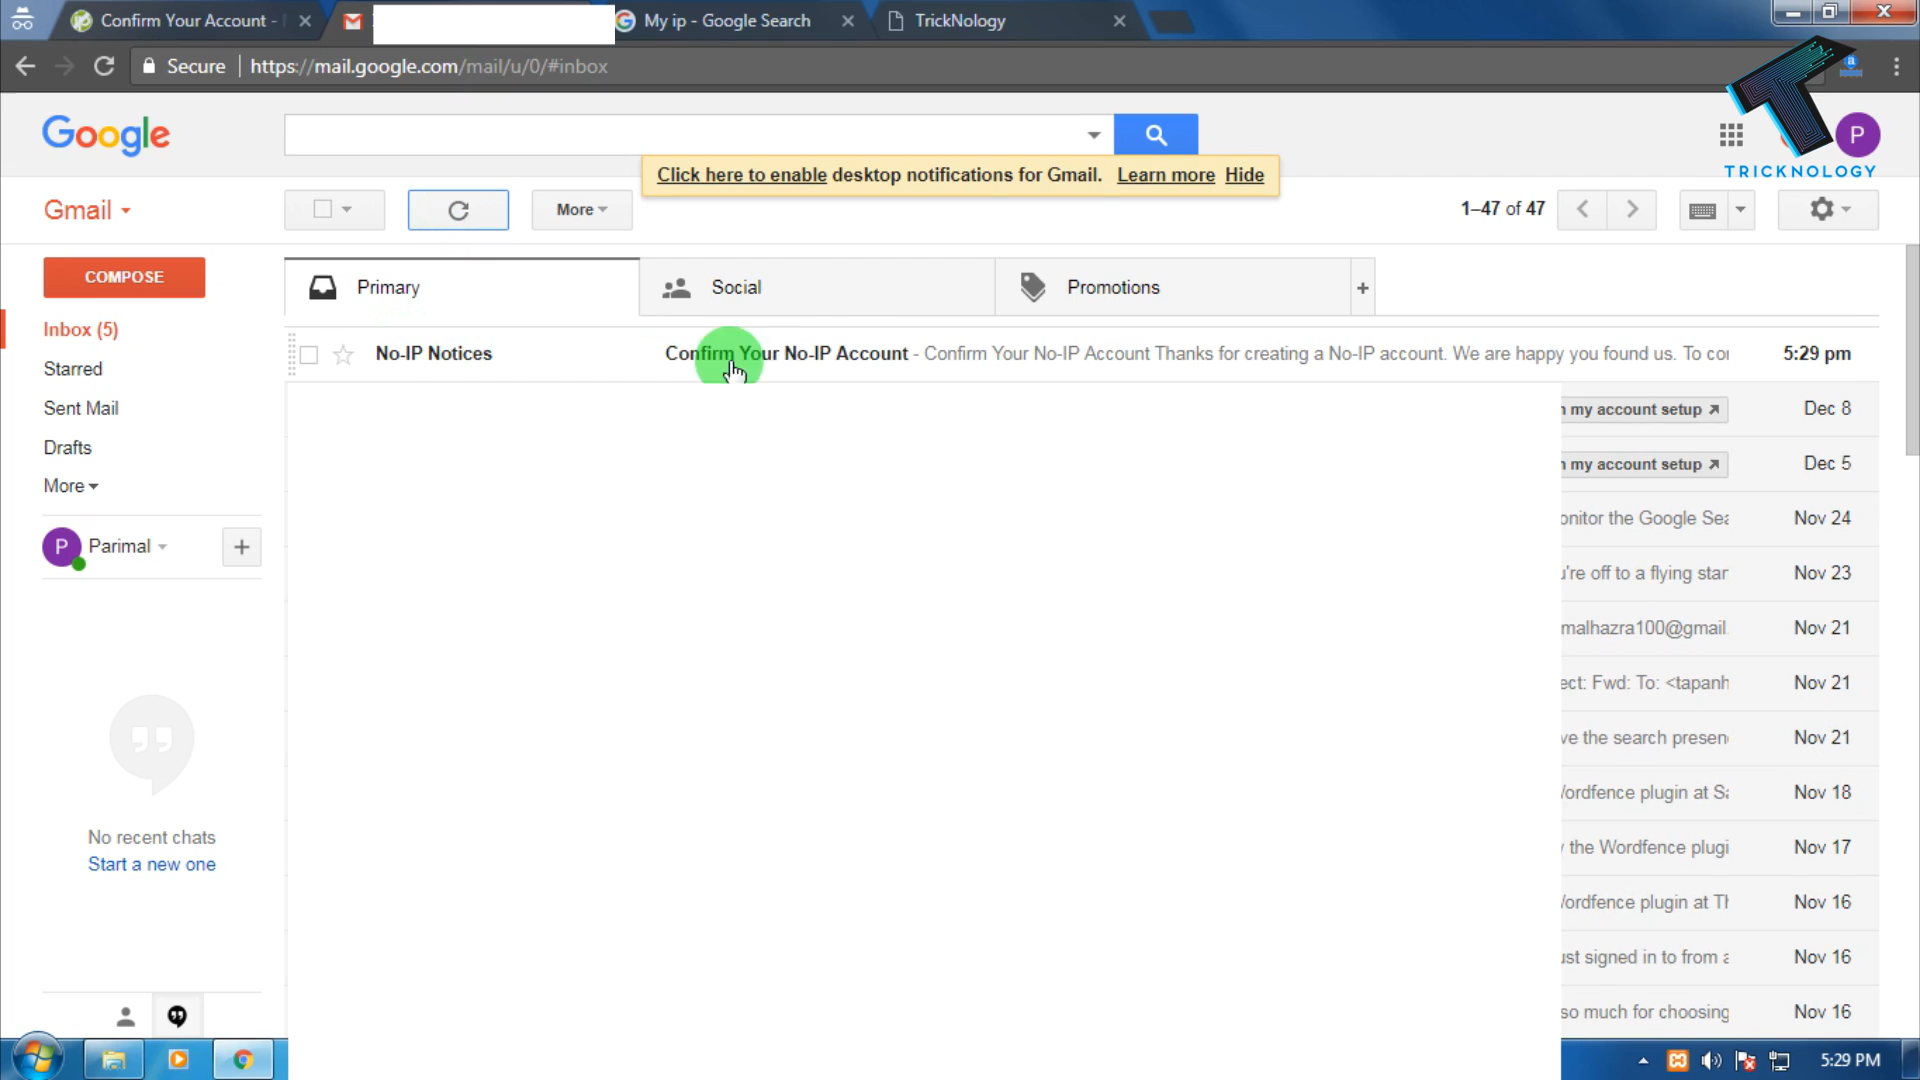 Confirm Your Account -
My ip - Google Search
TrickNology
Secure
https://mail.google.com/mail/u/0/#inbox
Google
P
TRICKNOLOGY
Click here to enable desktop notifications for Gmail. Learn more Hide
Gmail
More
1–47 of 47
COMPOSE
Primary
Social
Promotions
+
Inbox (5)
No-IP Notices
Confirm Your No-IP Account - Confirm Your No-IP Account Thanks for creating a No-IP account. We are happy you found us. To cor
5:29 pm
Starred
Sent Mail
my account setup
Dec 8
Drafts
my account setup
Dec 5
More
onitor the Google Sea
Nov 24
P
Parimal
+
u're off to a flying star
Nov 23
malhazra100@gmail.
Nov 21
ect: Fwd: To: <tapanh
Nov 21
ve the search presen
Nov 21
Vordfence plugin at Sa
Nov 18
No recent chats
Start a new one
the Wordfence plugi
Nov 17
Vordfence plugin at Th
Nov 16
ust signed in to from a
Nov 16
so much for choosing
Nov 16
5:29 PM